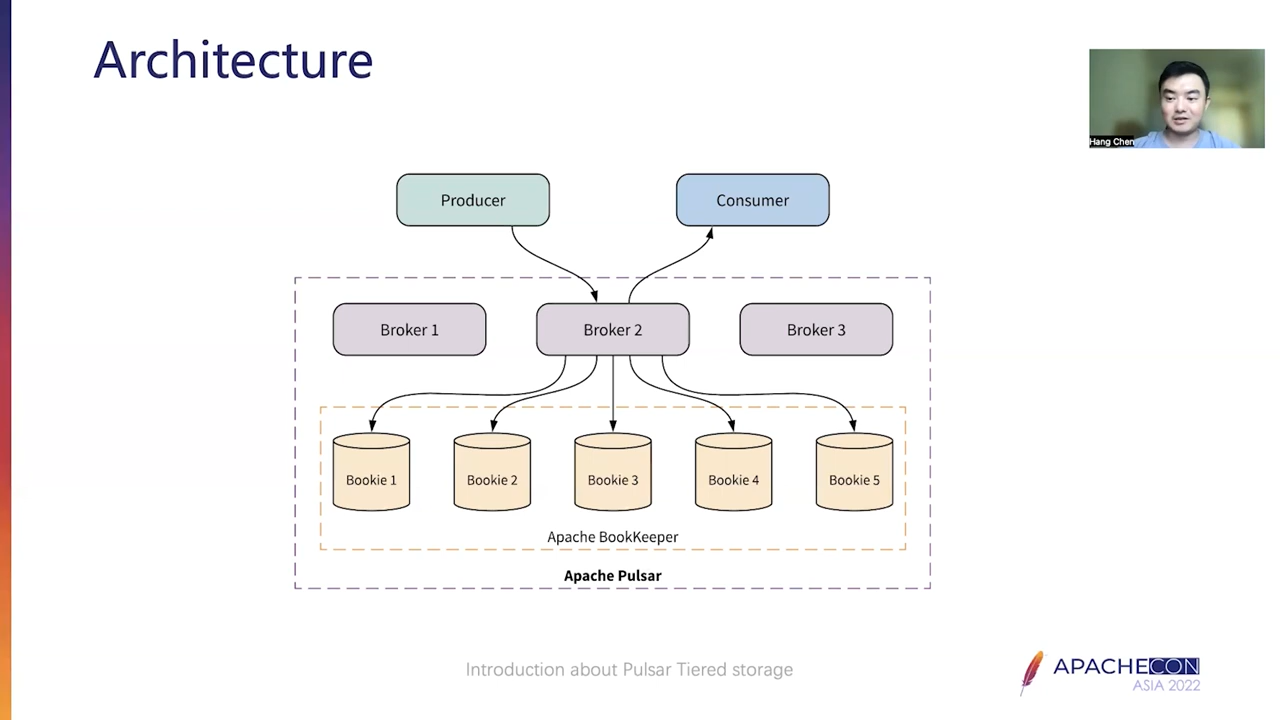 Architecture
Hang Chen
Producer
Consumer
Broker 1
Broker 2
Broker 3
Bookie 1
Bookie 2
Bookie 3
Bookie 4
Bookie 5
Apache BookKeeper
Apache Pulsar
Introduction about Pulsar Tiered storage
APACHECON
ASIA 2022